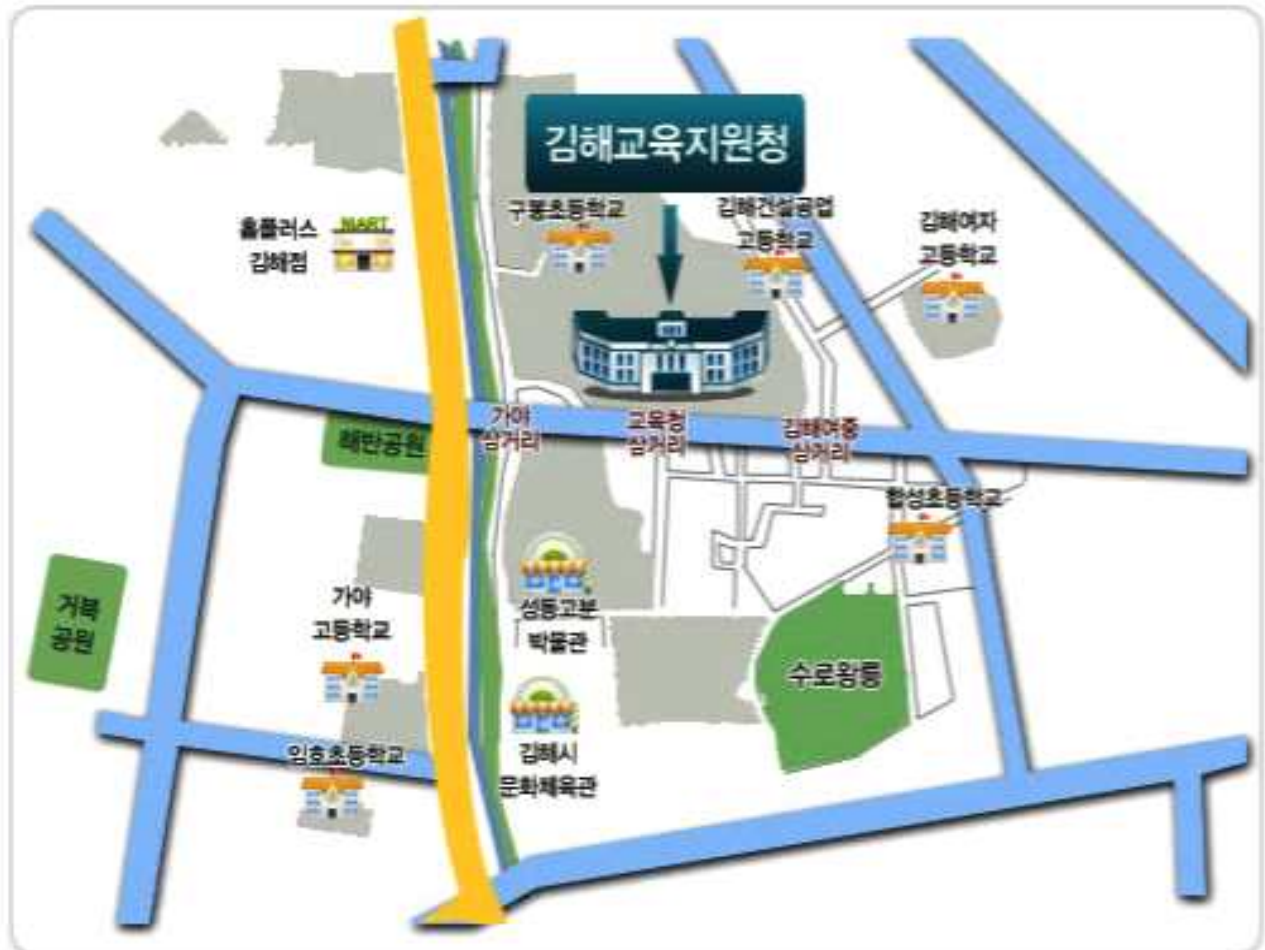 김해교육지원청
구봉초등학교
김해건설공업
고등학교
김해여자
고등학교
홈플러스
김해점
MART
가야
삼거리
교육청
삼거리
김해여중
삼거리
해반공원
합성초등학교
거북
공원
가야
고등학교
성동고분
박물관
수로왕릉
임호초등학교
김해시
문화체육관